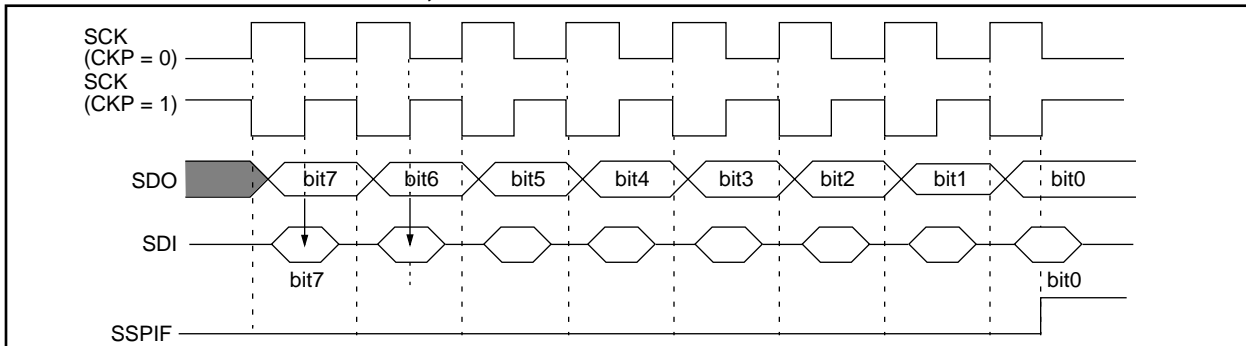 SCK
(CKP = 0)
SCK
(CKP = 1)
SDO bit7 bit6 bit5 bit4 bit3 bit2 bit1 bit0
SDI
bit7 bit0
SSPIF